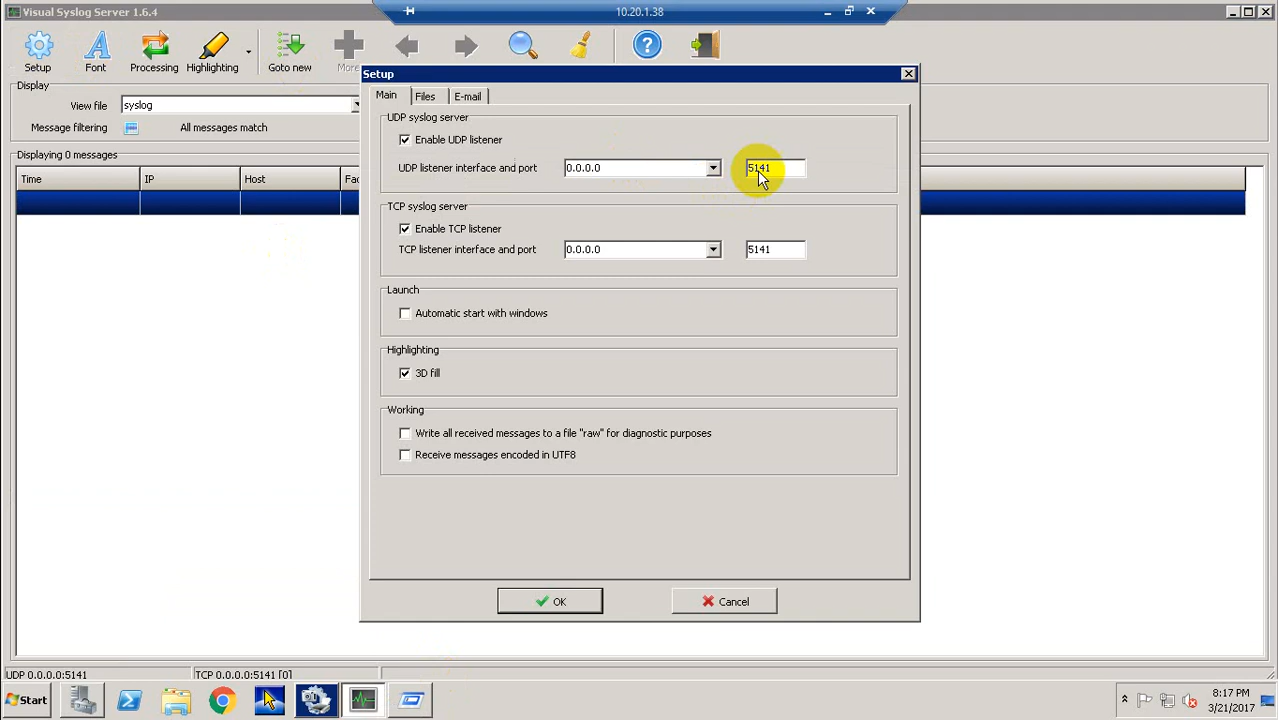 Visual Syslog Server 1.6.4
10.20.1.38
Setup
Font
Processing
Highlighting
Goto new
More
Display
View file
syslog
Message filtering
All messages match
Displaying 0 messages
Time
IP
Host
Fac
Setup
Main
Files
E-mail
UDP syslog server
Enable UDP listener
UDP listener interface and port
0.0.0.0
5141
TCP syslog server
Enable TCP listener
TCP listener interface and port
0.0.0.0
5141
Launch
Automatic start with windows
Highlighting
3D fill
Working
Write all received messages to a file "raw" for diagnostic purposes
Receive messages encoded in UTF8
OK
Cancel
UDP 0.0.0.0:5141
TCP 0.0.0.0:5141 [0]
Start
8:17 PM
3/21/2017